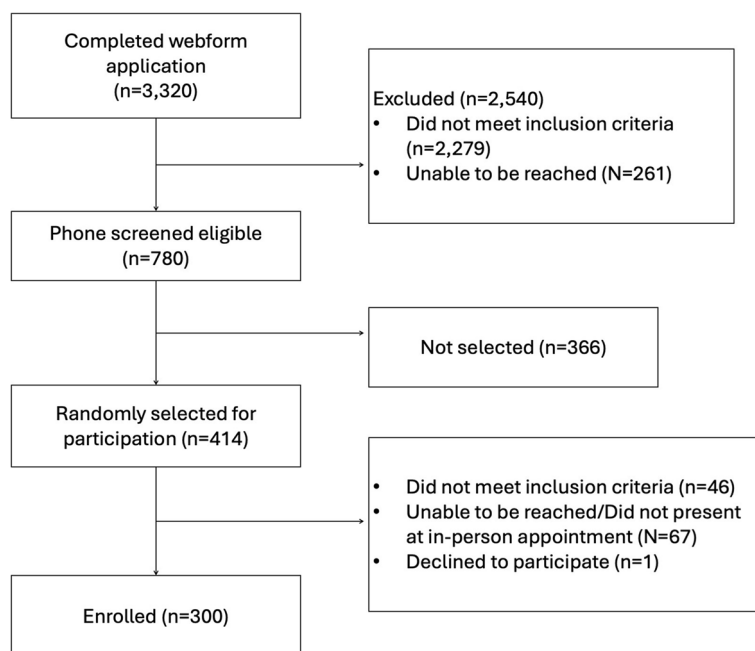 Completed webform
application
(n=3,320)
Excluded (n=2,540)
• Did not meet inclusion criteria
(n=2,279)
• Unable to be reached (N=261)
Phone screened eligible
(n=780)
Not selected (n=366)
Randomly selected for
participation (n=414)
• Did not meet inclusion criteria (n=46)
• Unable to be reached/Did not present
at in-person appointment (N=67)
• Declined to participate (n=1)
Enrolled (n=300)